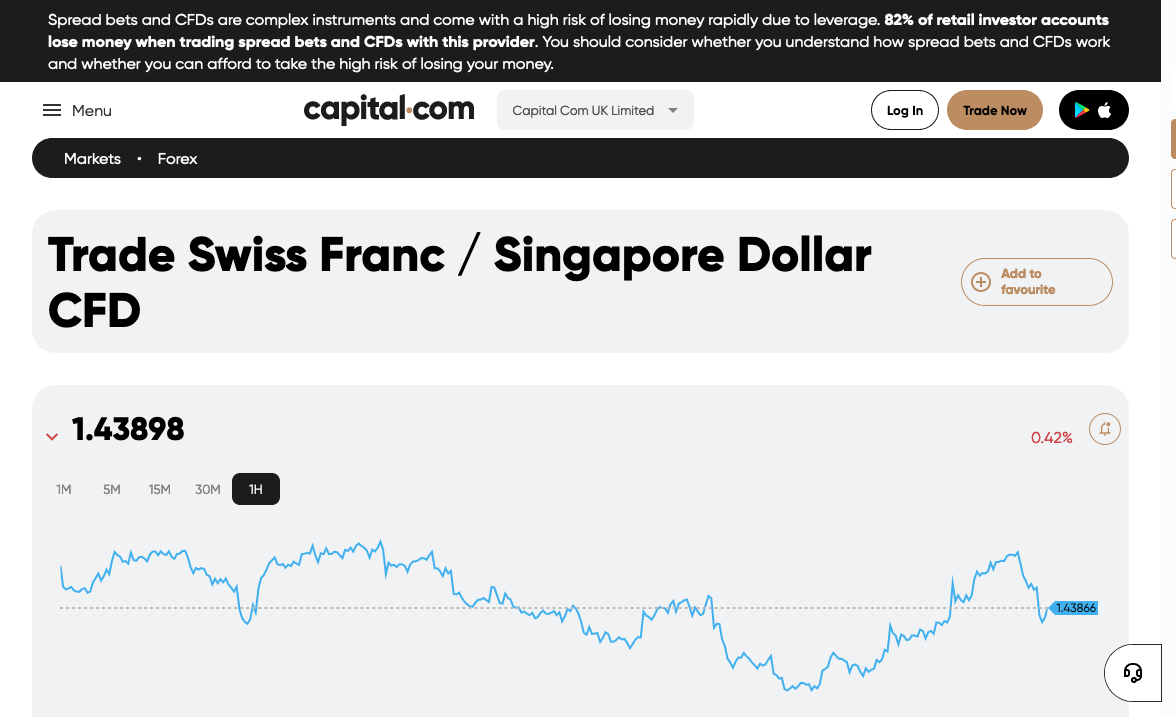 Spread bets and CFDs are complex instruments and come with a high risk of losing money rapidly due to leverage. 82% of retail investor accounts
lose money when trading spread bets and CFDs with this provider. You should consider whether you understand how spread bets and CFDs work
and whether you can afford to take the high risk of losing your money.
Menu
capital.com
Capital Com UK Limited
Log In
Trade Now
Markets • Forex
Trade Swiss Franc / Singapore Dollar
CFD
Add to
favourite
1.43898
0.42%
1M 5M 15M 30M 1H
1.43866